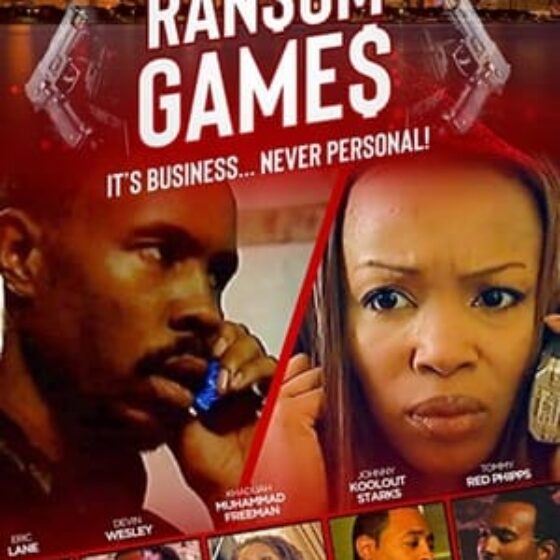 RAN$OM
GAME$
IT'S BUSINESS... NEVER PERSONAL!
ERIC
LANE
DEVIN
WESLEY
KHADIJAH
MUHAMMAD
FREEMAN
JOHNNY
KOOLOUT
STARKS
TOMMY
RED PHIPPS